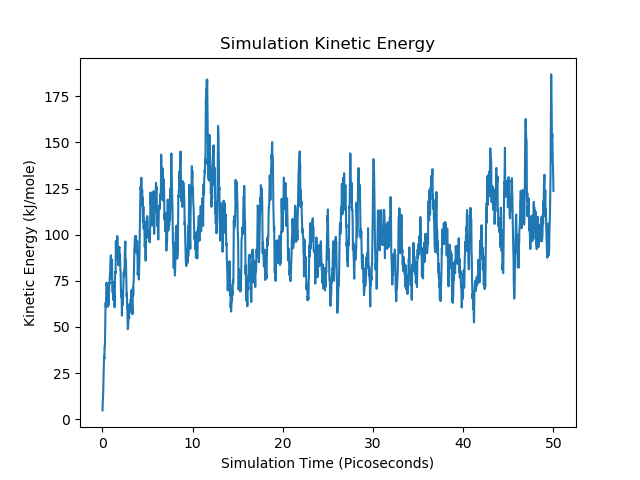 Simulation Kinetic Energy
Kinetic Energy (kJ/mole)
175
150
125
100
75
50
25
0
0 10 20 30 40 50
Simulation Time (Picoseconds)